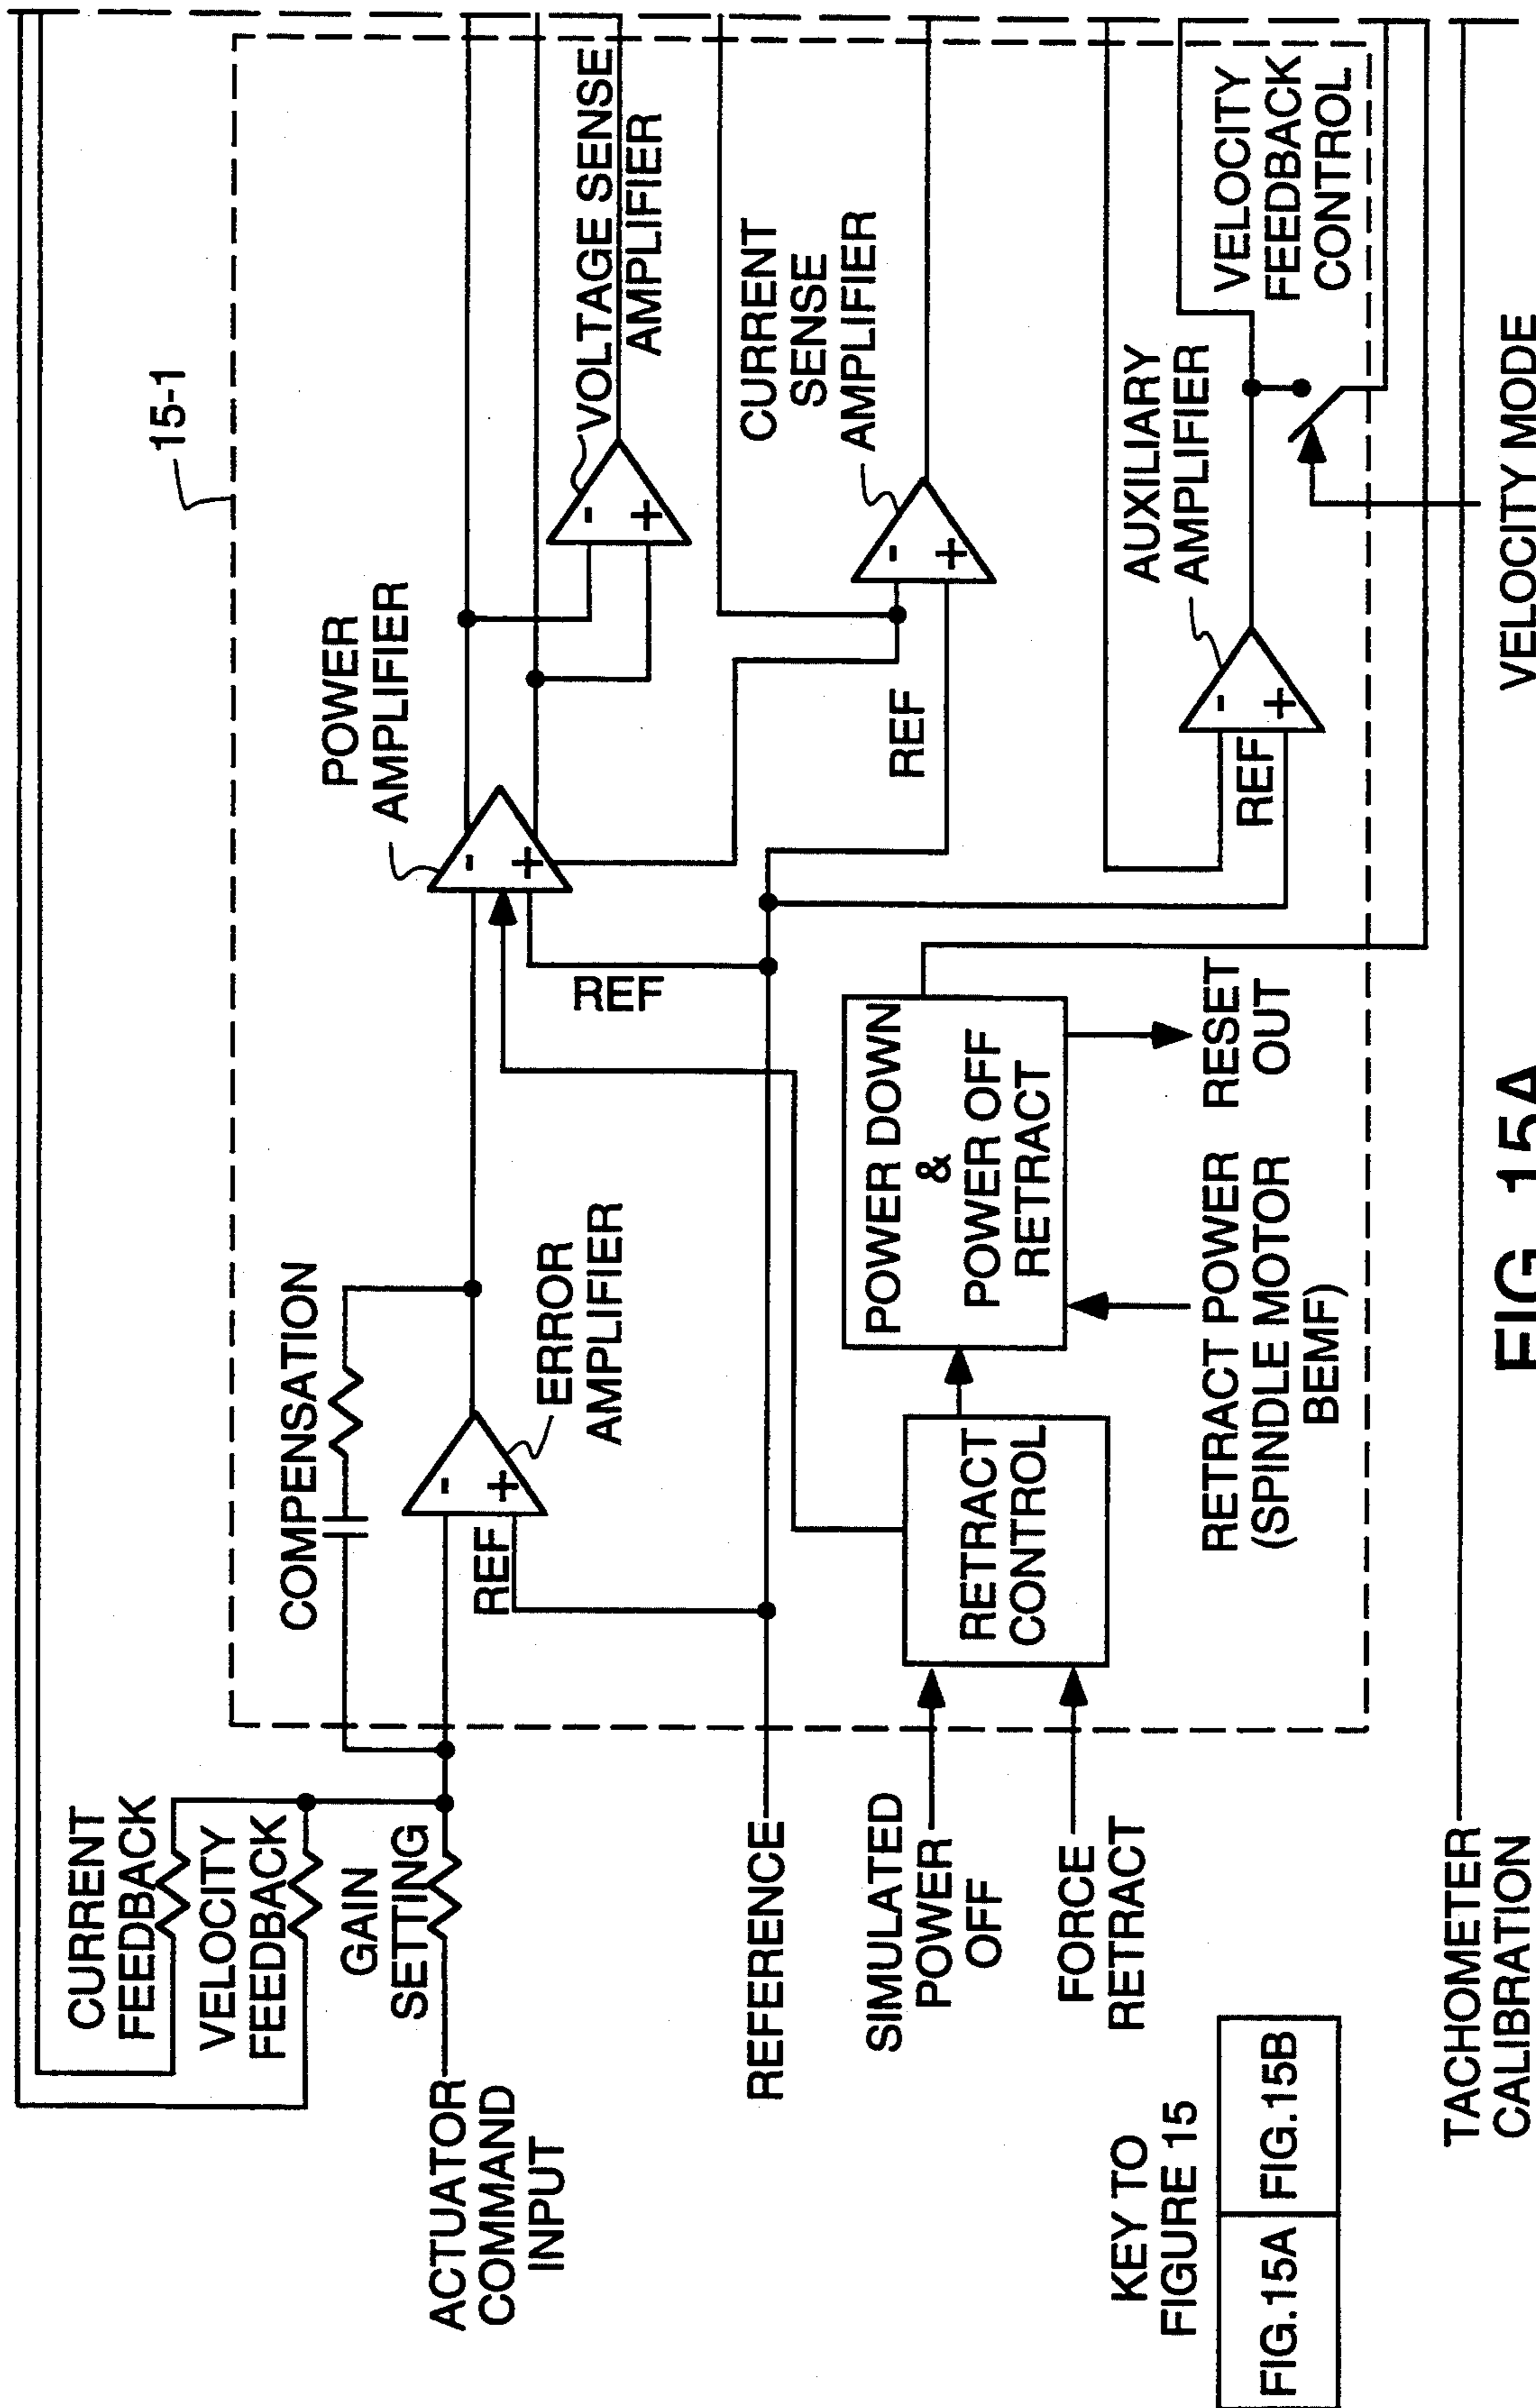 CURRENT
FEEDBACK
VELOCITY
FEEDBACK
GAIN
SETTING
ACTUATOR
COMMAND
INPUT
15-1
COMPENSATION
REF
-
+
ERROR
AMPLIFIER
POWER
AMPLIFIER
-
+
REF
VOLTAGE SENSE
AMPLIFIER
-
+
CURRENT
SENSE
AMPLIFIER
-
+
REF
REFERENCE
SIMULATED
POWER
OFF
FORCE
RETRACT
RETRACT
CONTROL
POWER DOWN
&
POWER OFF
RETRACT
RETRACT POWER
(SPINDLE MOTOR
BEMF)
RESET
OUT
AUXILIARY
AMPLIFIER
-
+
REF
VELOCITY
FEEDBACK
CONTROL
VELOCITY MODE
TACHOMETER
CALIBRATION
KEY TO
FIGURE 15
FIG.15A FIG.15B
FIG. 15A